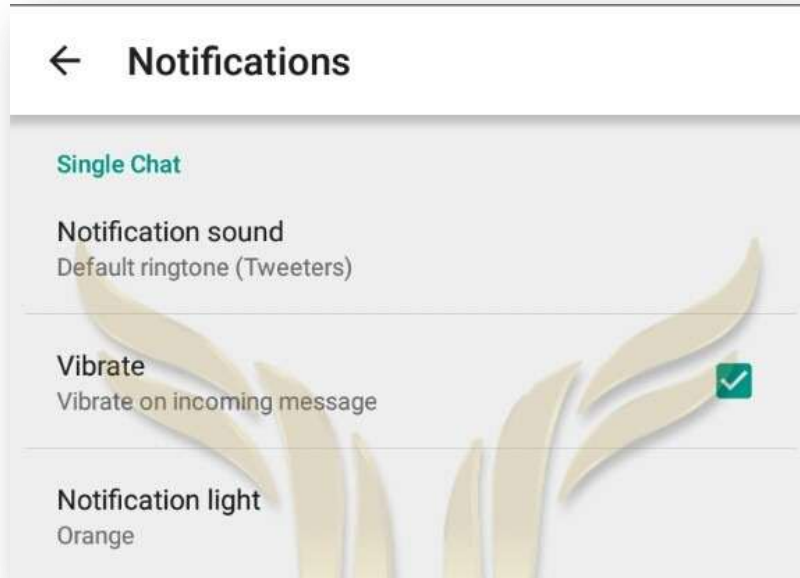 Notifications
Single Chat
Notification sound
Default ringtone (Tweeters)
Vibrate
Vibrate on incoming message
Notification light
Orange